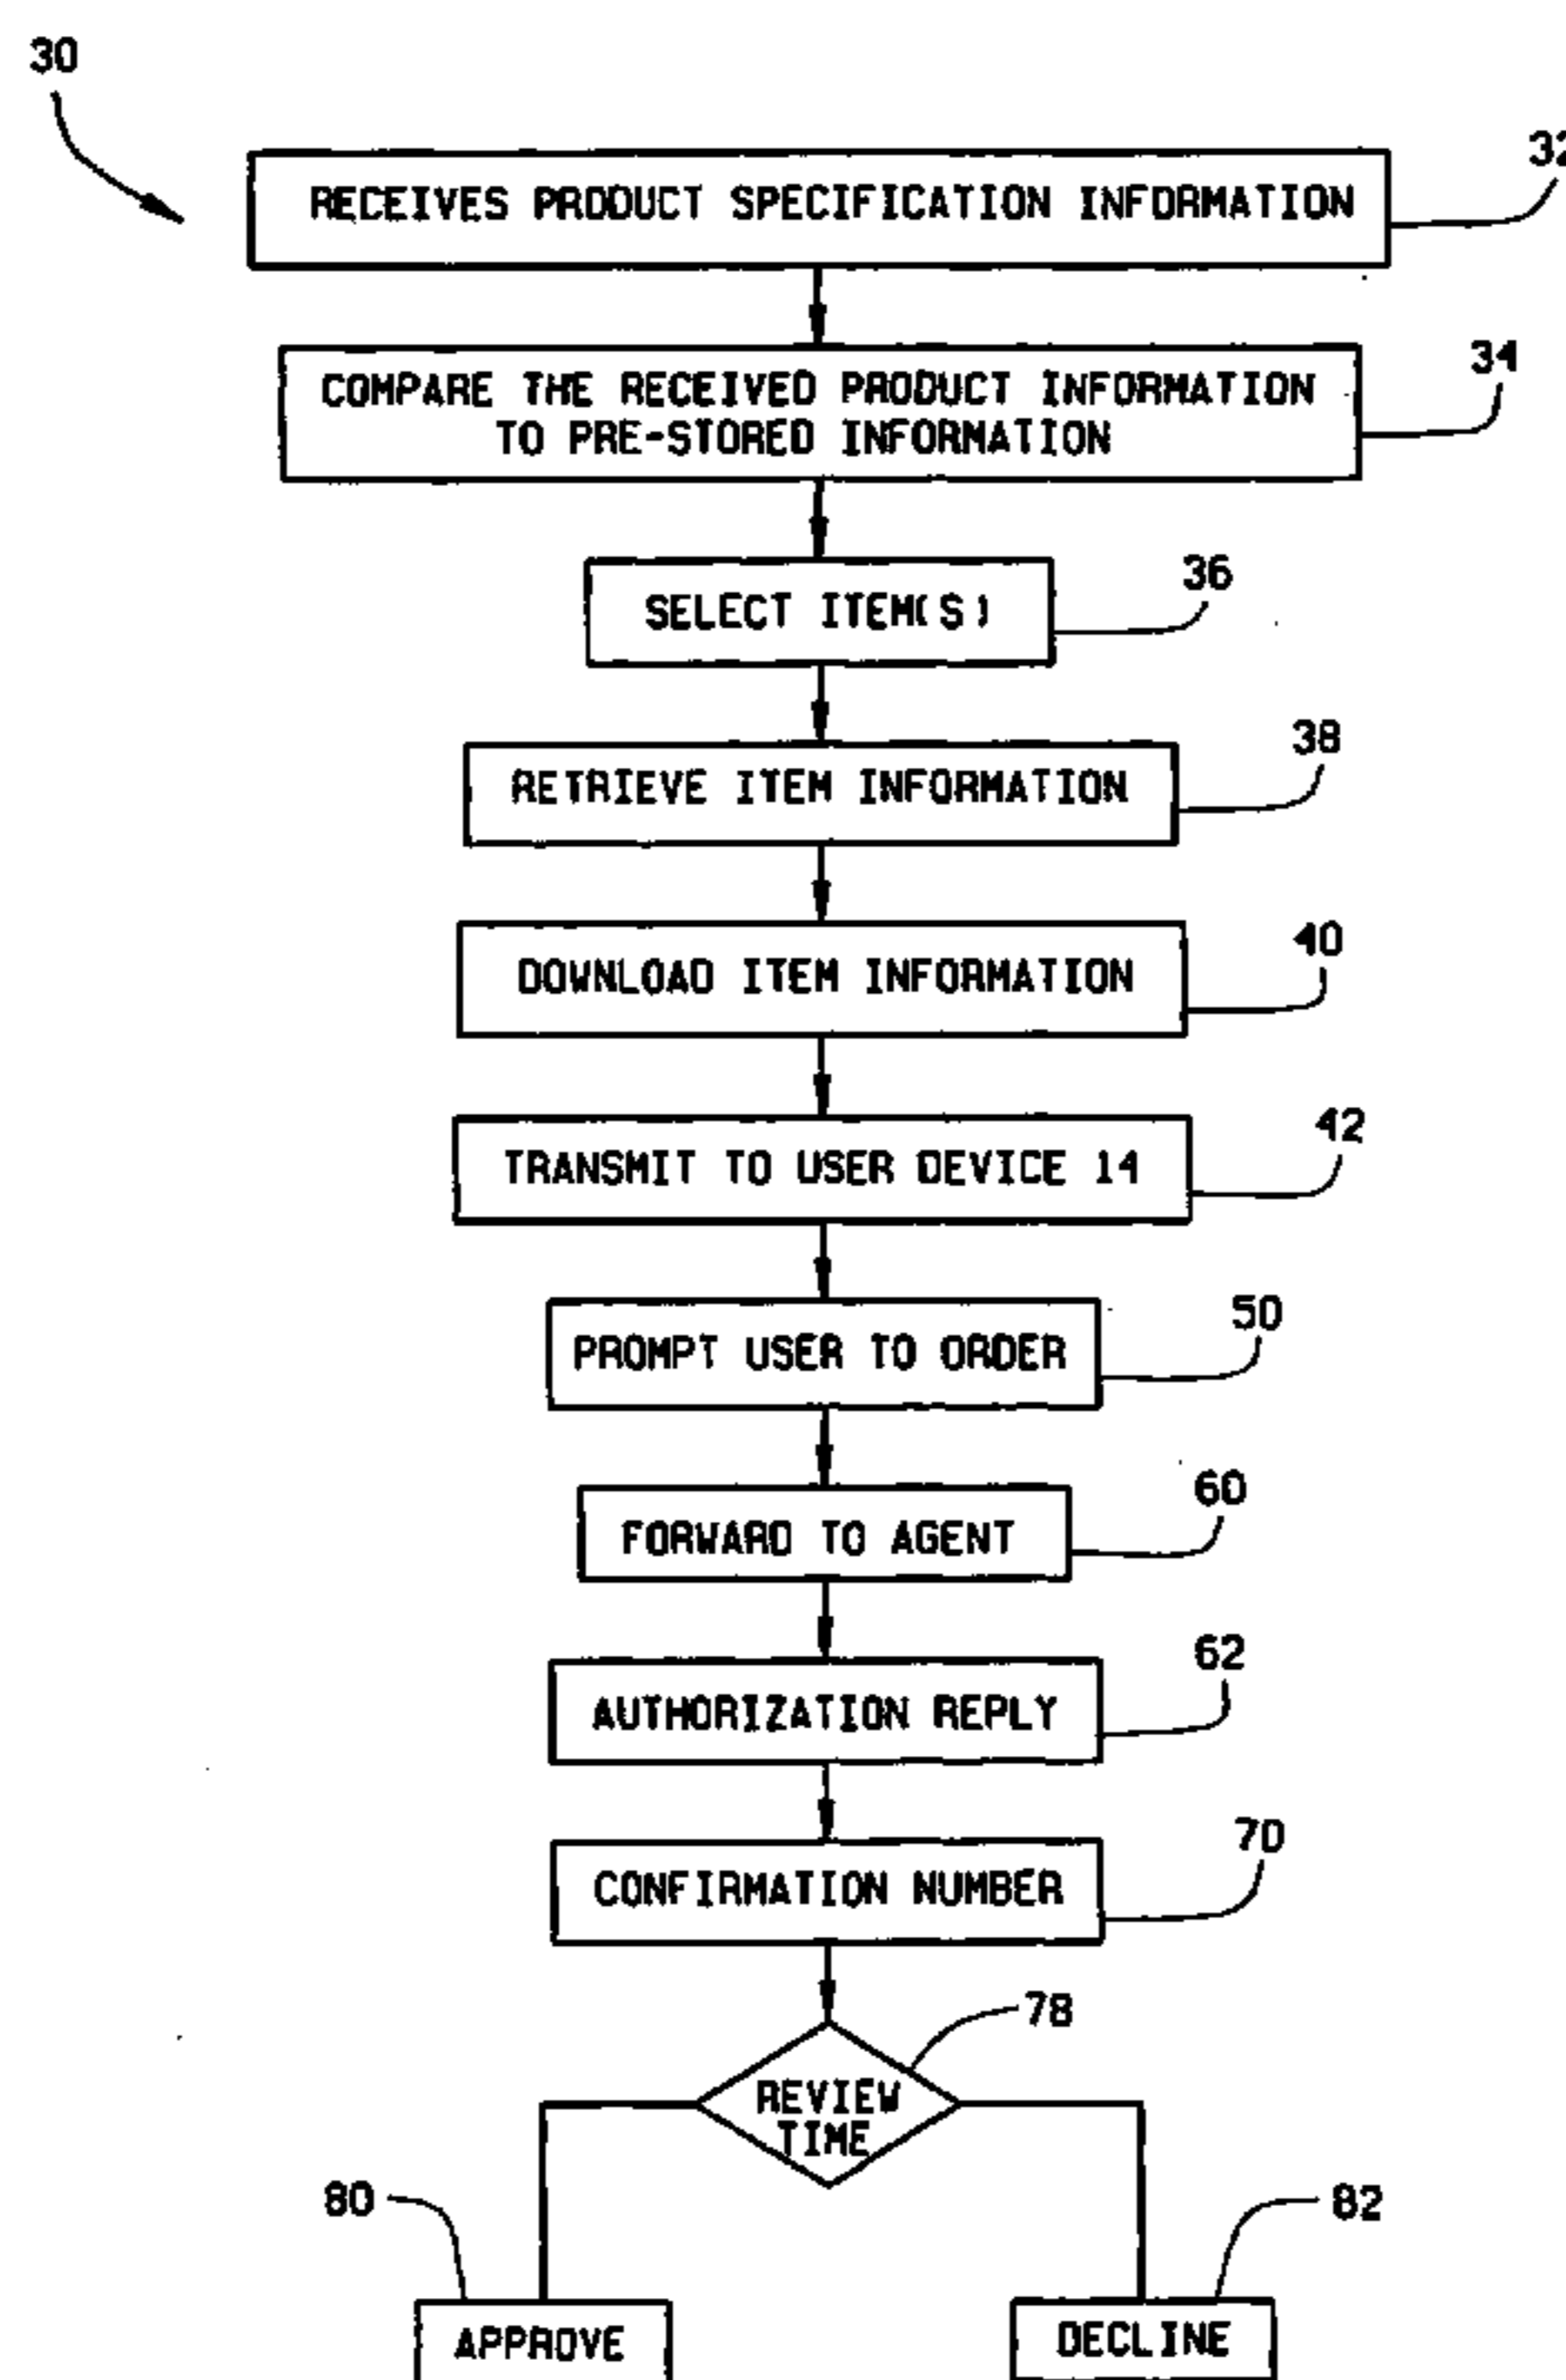 30
32
RECEIVES PRODUCT SPECIFICATION INFORMATION
34
COMPARE THE RECEIVED PRODUCT INFORMATION
TO PRE-STORED INFORMATION
36
SELECT ITEM(S)
38
RETRIEVE ITEM INFORMATION
40
DOWNLOAD ITEM INFORMATION
42
TRANSMIT TO USER DEVICE 14
50
PROMPT USER TO ORDER
60
FORWARD TO AGENT
62
AUTHORIZATION REPLY
70
CONFIRMATION NUMBER
78
REVIEW
TIME
80
82
APPROVE
DECLINE